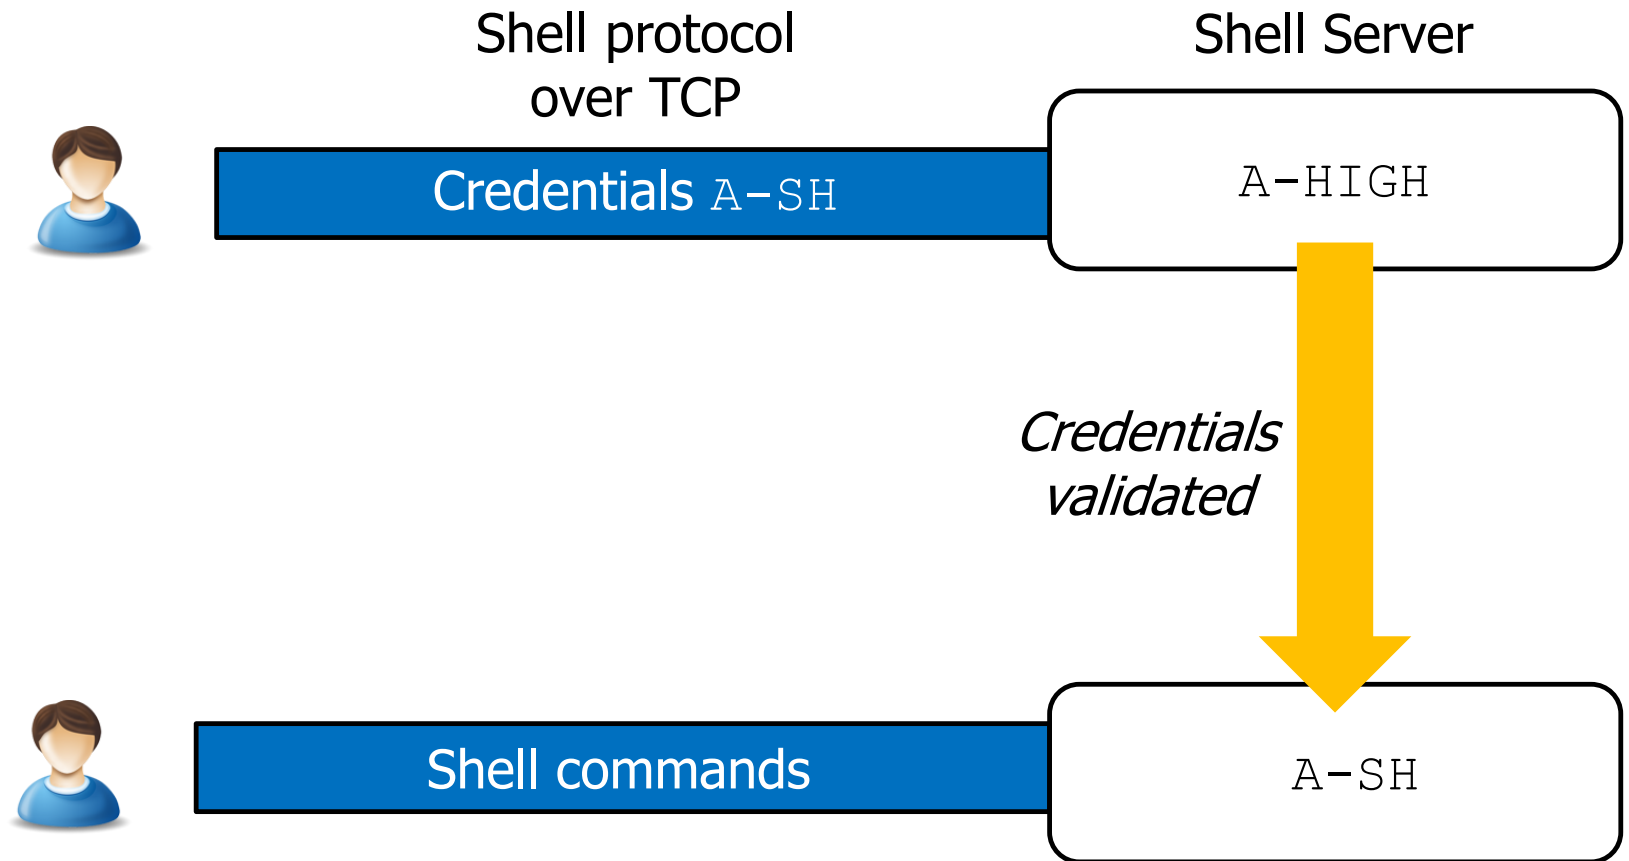 Shell protocol
over TCP
Shell Server
Credentials A-SH
A-HIGH
Credentials
validated
Shell commands
A-SH